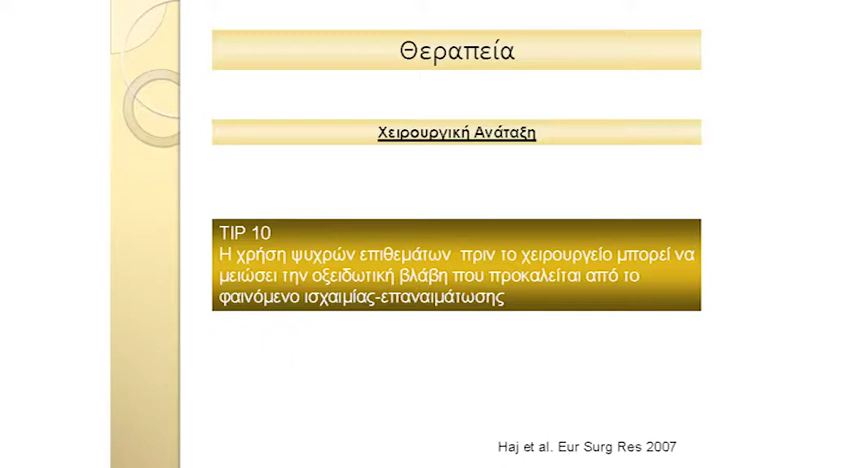 Θεραπεία
Χειρουργική Ανάταξη
TIP 10
Η χρήση ψυχρών επιθεμάτων πριν το χειρουργείο μπορεί να
μειώσει την οξειδωτική βλάβη που προκαλείται από το
φαινόμενο ισχαιμίας-επαναιμάτωσης
Haj et al. Eur Surg Res 2007